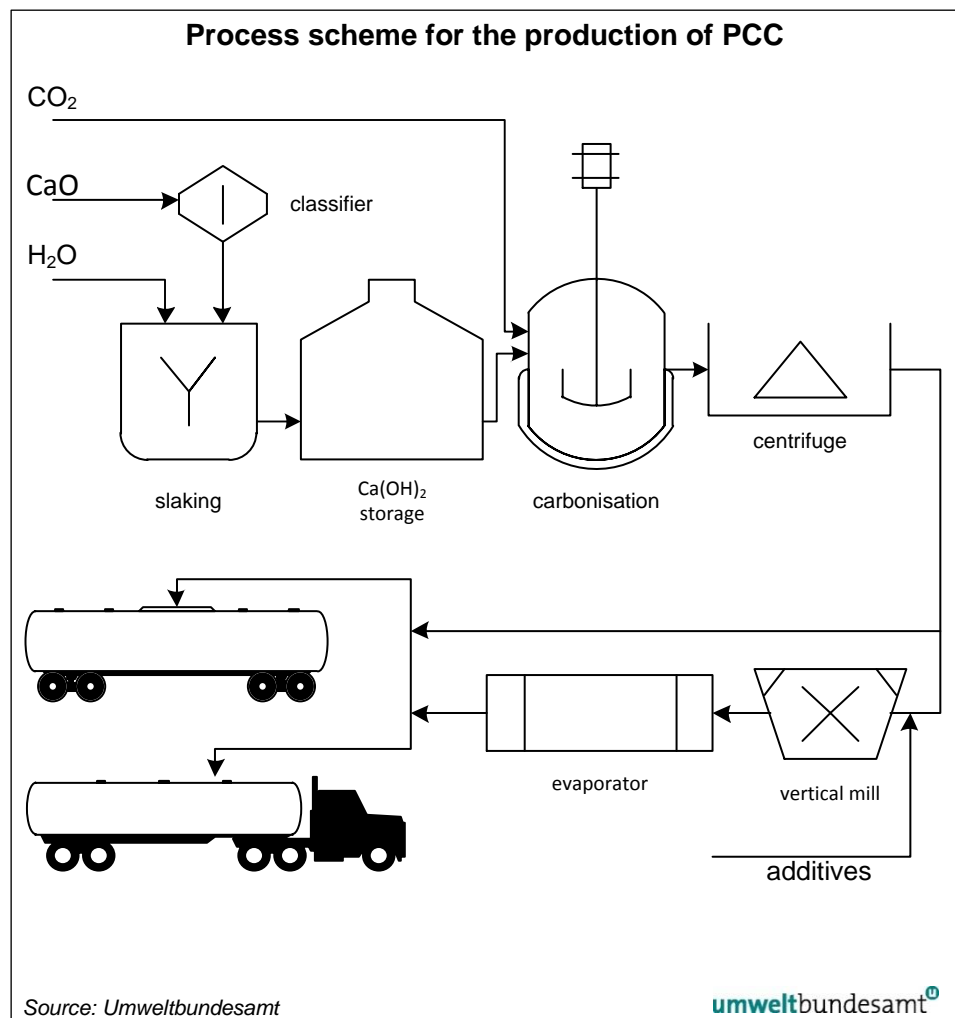 Process scheme for the production of PCC
CO₂
CaO
classifier
H₂O
slaking
Ca(OH)₂
storage
carbonisation
centrifuge
evaporator
vertical mill
additives
Source: Umweltbundesamt
umweltbundesamt